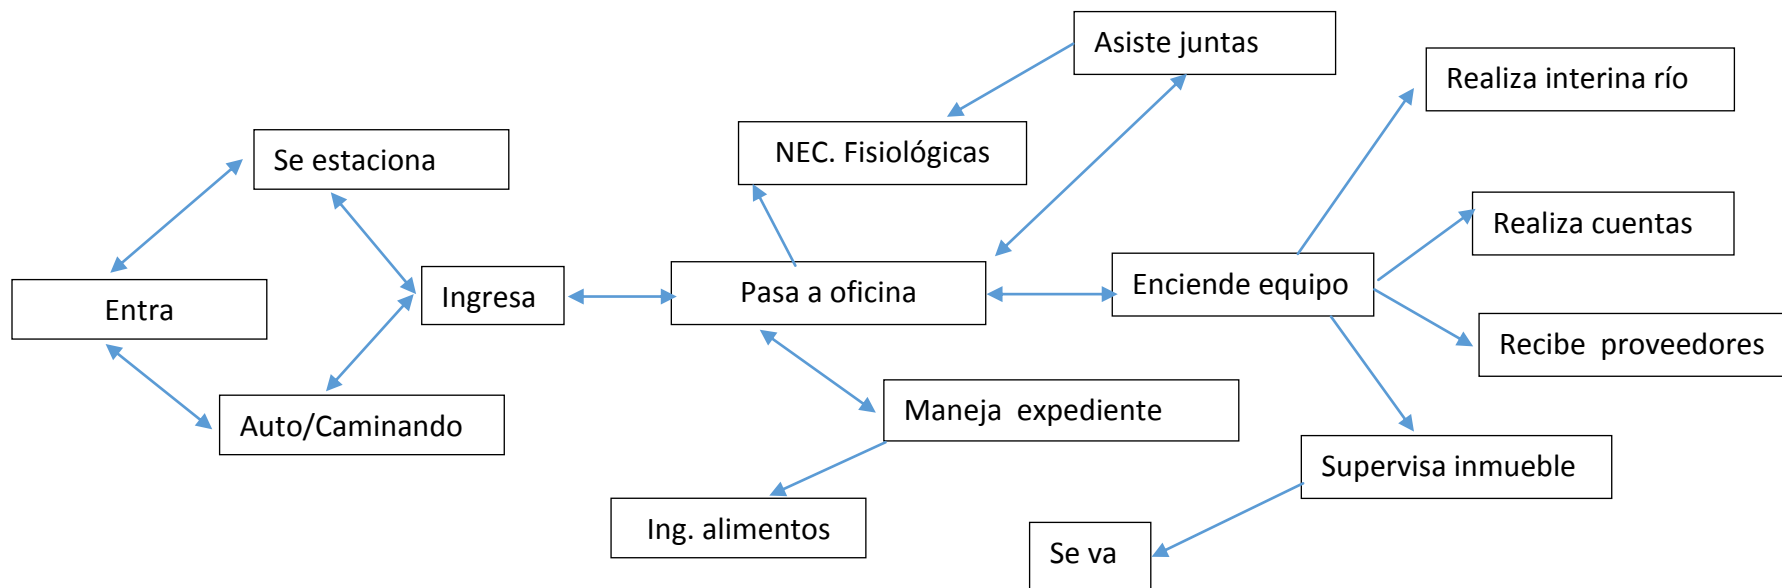 Asiste juntas
Realiza interina río
NEC. Fisiológicas
Se estaciona
Realiza cuentas
Entra
Ingresa
Pasa a oficina
Enciende equipo
Recibe proveedores
Auto/Caminando
Maneja expediente
Supervisa inmueble
Ing. alimentos
Se va